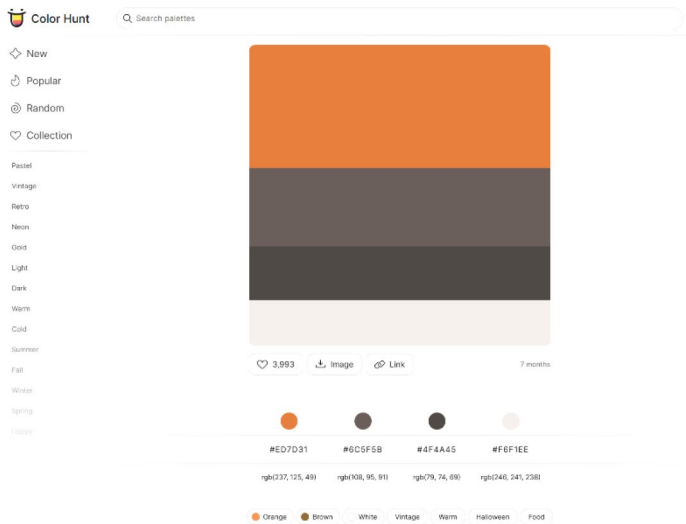 Color Hunt
Search palettes
New
Popular
Random
Collection
Pastel
Vintage
Retro
Neon
Gold
Light
Dark
Warm
Cold
Summer
Fall
Winter
Spring
3,993
Image
Link
7 months
#ED7D31
#6C5F5B
#4F4A45
#F6F1EE
rgb(237, 125, 49)
rgb(108, 95, 91)
rgb(79, 74, 69)
rgb(246, 241, 238)
Orange
Brown
White
Vintage
Warm
Halloween
Food